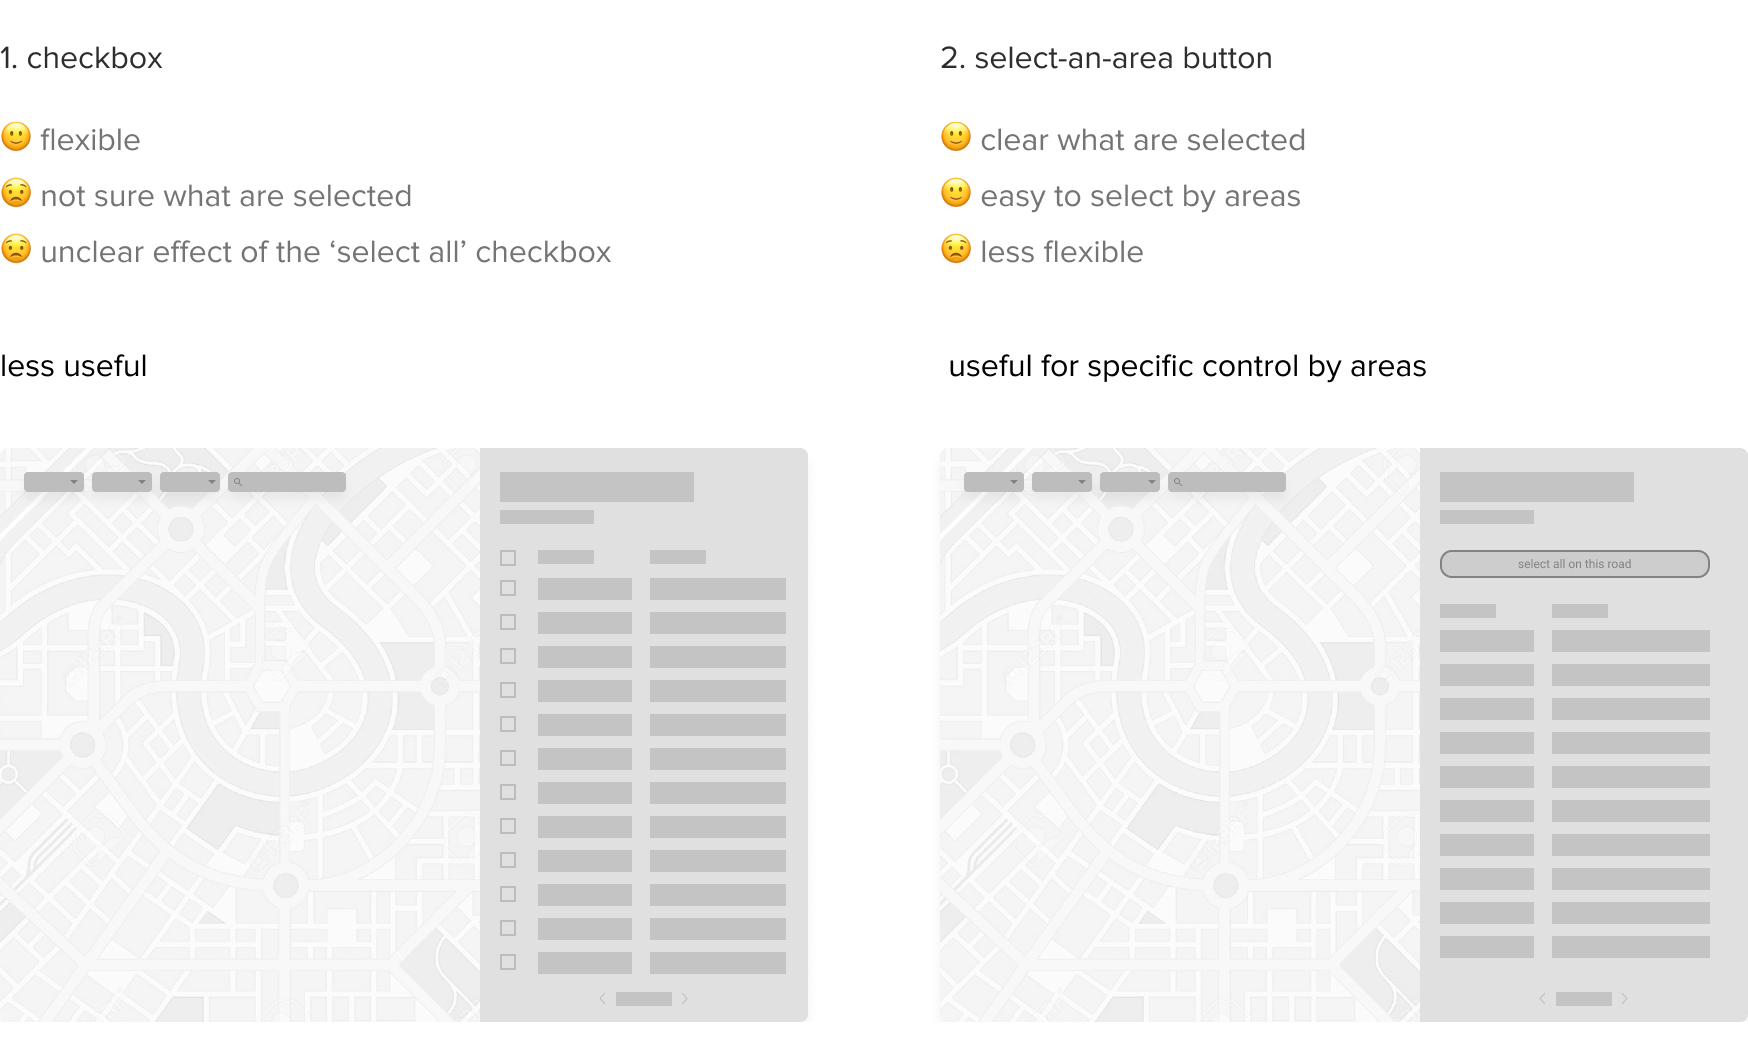 1. checkbox
flexible
not sure what are selected
unclear effect of the ‘select all’ checkbox
less useful
2. select-an-area button
clear what are selected
easy to select by areas
less flexible
useful for specific control by areas
select all on this road